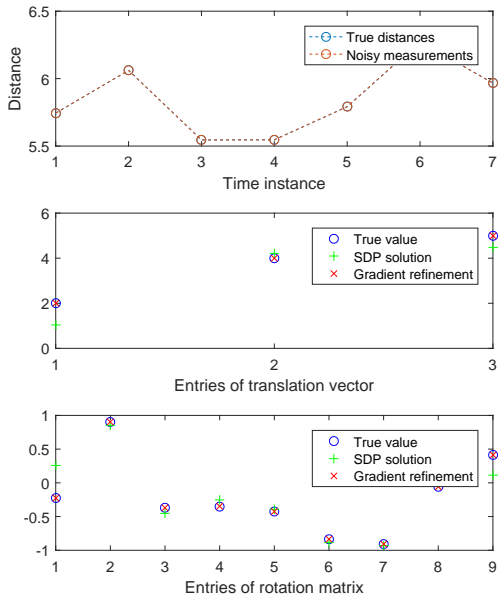 6.5
6
5.5
Distance
True distances
Noisy measurements
1 2 3 4 5 6 7
Time instance
6
4
2
0
True value
SDP solution
Gradient refinement
1 2 3
Entries of translation vector
1
0.5
0
-0.5
-1
True value
SDP solution
Gradient refinement
1 2 3 4 5 6 7 8 9
Entries of rotation matrix